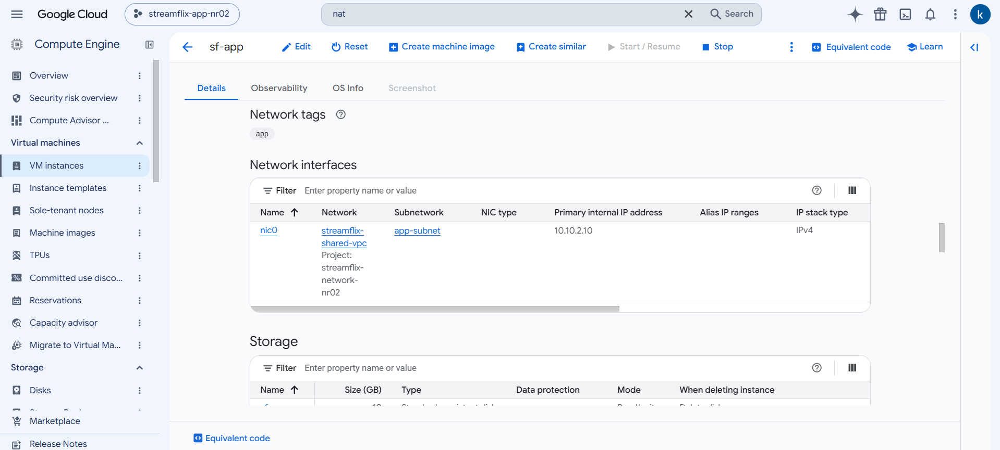 Google Cloud
streamflix-app-nr02
nat
Search
k
Compute Engine
Overview
Security risk overview
Compute Advisor ...
Virtual machines
VM instances
Instance templates
Sole-tenant nodes
Machine images
TPUs
Committed use disco...
Reservations
Capacity advisor
Migrate to Virtual Ma...
Storage
Disks
Marketplace
Release Notes
sf-app
Edit
Reset
Create machine image
Create similar
Start / Resume
Stop
Equivalent code
Learn
Details
Observability
OS Info
Screenshot
Network tags
app
Network interfaces
Filter Enter property name or value
Name Network Subnetwork NIC type Primary internal IP address Alias IP ranges IP stack type
nic0 streamflix- app-subnet 10.10.2.10 IPv4
shared-vpc
Project:
streamflix-
network-
nr02
Storage
Filter Enter property name or value
Name Size (GB) Type Data protection Mode When deleting instance
Equivalent code